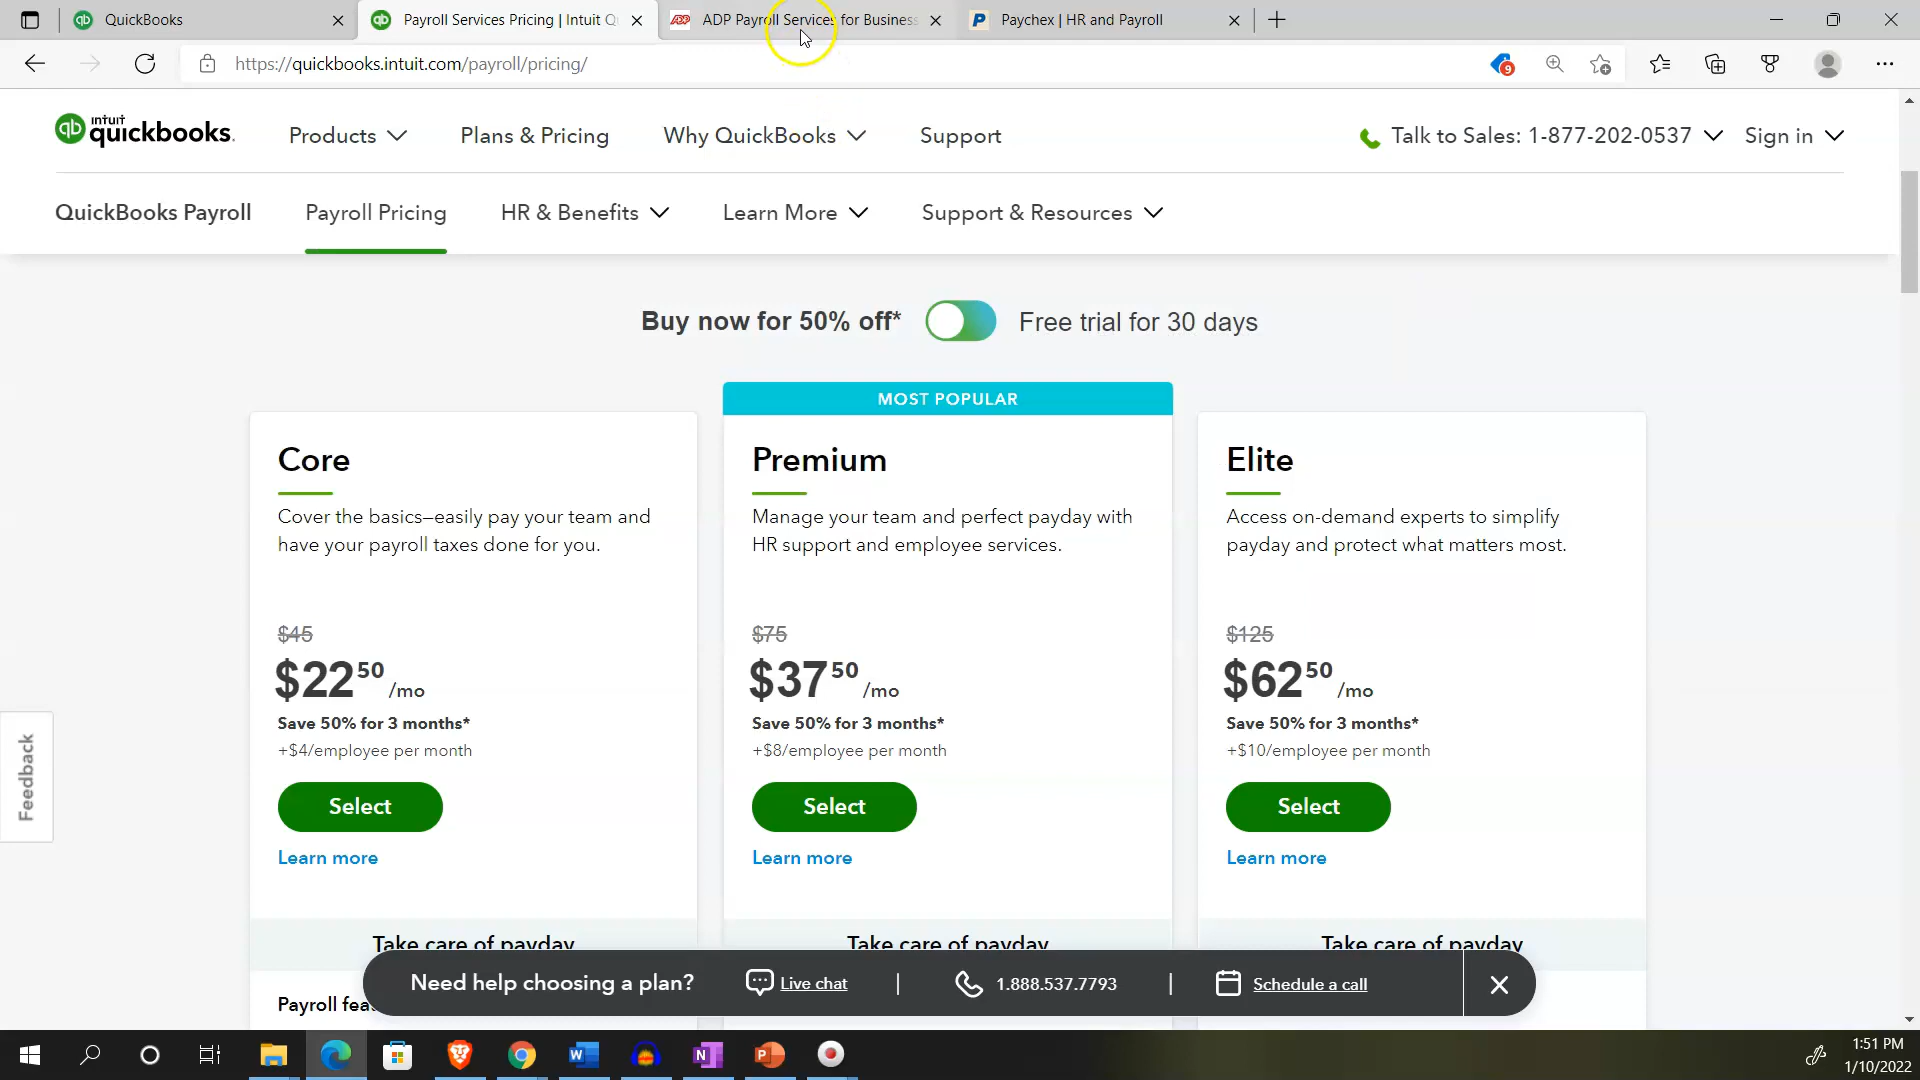 QuickBooks
Payroll Services Pricing | Intuit Qu
ADP Payroll Services for Business
Paychex | HR and Payroll
https://quickbooks.intuit.com/payroll/pricing/
9
intuit quickbooks.
Products
Plans & Pricing
Why QuickBooks
Support
Talk to Sales: 1-877-202-0537
Sign in
QuickBooks Payroll
Payroll Pricing
HR & Benefits
Learn More
Support & Resources
Buy now for 50% off*
Free trial for 30 days
MOST POPULAR
Core
Cover the basics—easily pay your team and
have your payroll taxes done for you.
$45
$22 50 /mo
Save 50% for 3 months*
+$4/employee per month
Select
Learn more
Take care of payday
Payroll fea
Premium
Manage your team and perfect payday with
HR support and employee services.
$75
$37 50 /mo
Save 50% for 3 months*
+$8/employee per month
Select
Learn more
Take care of payday
Elite
Access on-demand experts to simplify
payday and protect what matters most.
$125
$62 50 /mo
Save 50% for 3 months*
+$10/employee per month
Select
Learn more
Take care of payday
Feedback
Need help choosing a plan?
Live chat
|
1.888.537.7793
|
Schedule a call
1:51 PM
1/10/2022